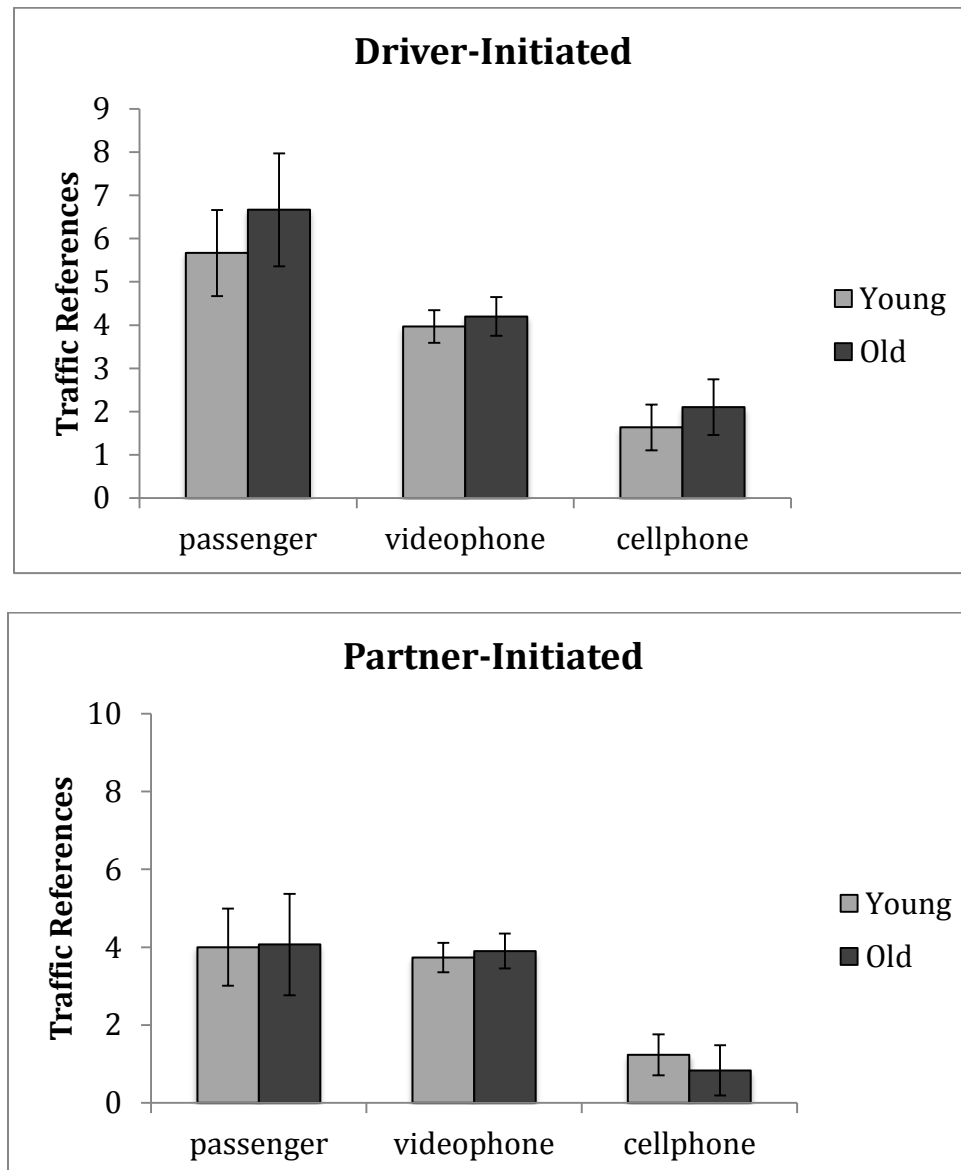 Driver-Initiated
9
8
7
6
5
4
3
2
1
0
Traffic References
passenger videophone cellphone
Young
Old
Partner-Initiated
10
8
6
4
2
0
Traffic References
passenger videophone cellphone
Young
Old